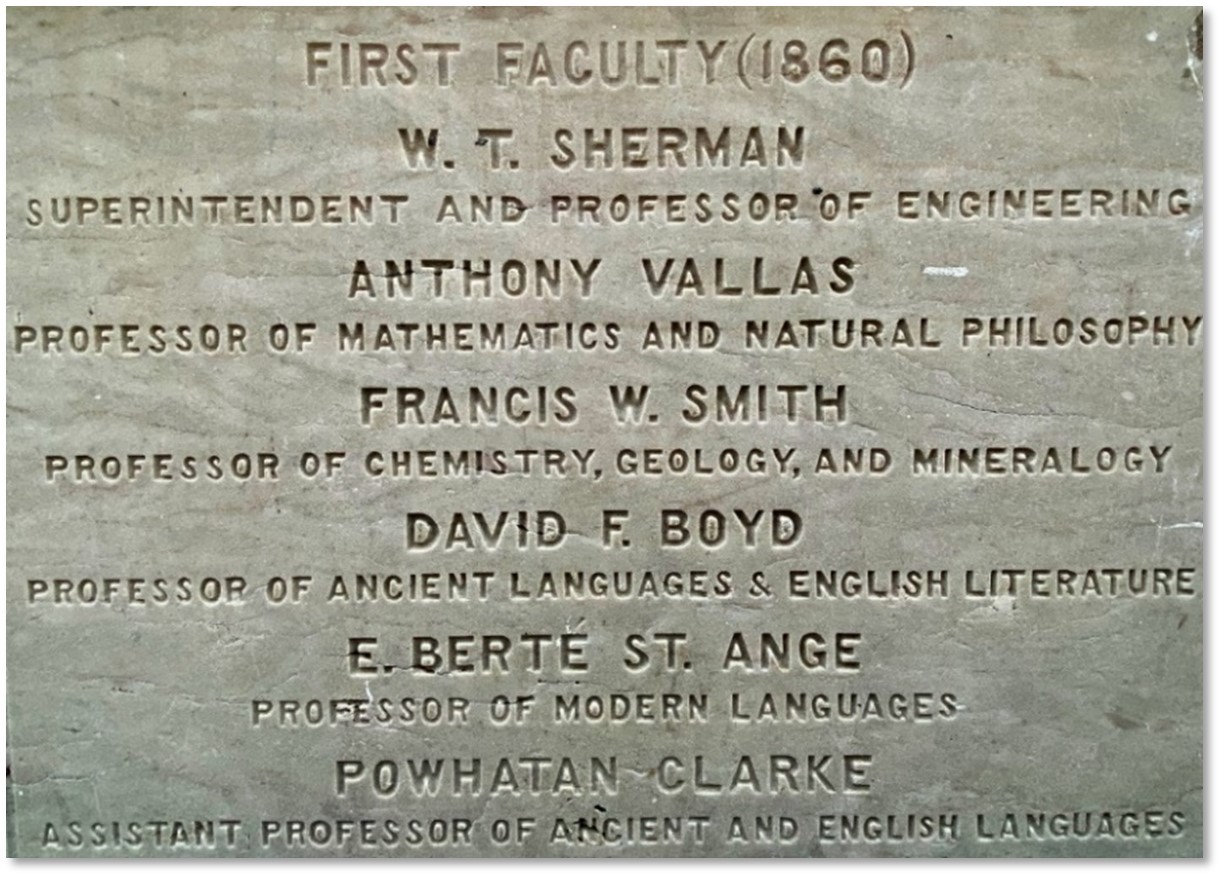 FIRST FACULTY (1860)
W. T. SHERMAN
SUPERINTENDENT AND PROFESSOR OF ENGINEERING
ANTHONY VALLAS
PROFESSOR OF MATHEMATICS AND NATURAL PHILOSOPHY
FRANCIS W. SMITH
PROFESSOR OF CHEMISTRY, GEOLOGY, AND MINERALOGY
DAVID F. BOYD
PROFESSOR OF ANCIENT LANGUAGES & ENGLISH LITERATURE
E. BERTE ST. ANGE
PROFESSOR OF MODERN LANGUAGES
POWHATAN CLARKE
ASSISTANT PROFESSOR OF ANCIENT AND ENGLISH LANGUAGES